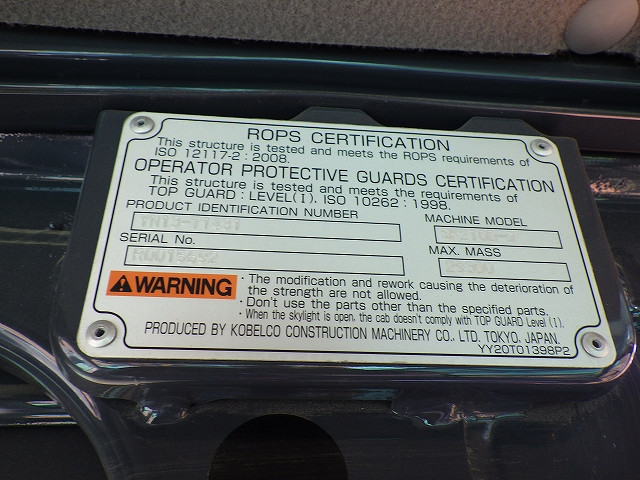 ROPS CERTIFICATION
This structure is tested and meets the ROPS requirements of
ISO 12117-2 : 2008.
OPERATOR PROTECTIVE GUARDS CERTIFICATION
This structure is tested and meets the requirements of
TOP GUARD : LEVEL(I). ISO 10262 : 1998.
PRODUCT IDENTIFICATION NUMBER
MACHINE MODEL
SERIAL No.
MAX. MASS
WARNING
· The modification and rework causing the deterioration of
the strength are not allowed.
· Don't use the parts other than the specified parts.
· When the skylight is open, the cab doesn't comply with TOP GUARD Level (I).
PRODUCED BY KOBELCO CONSTRUCTION MACHINERY CO., LTD. TOKYO, JAPAN.
YY20T01398P2